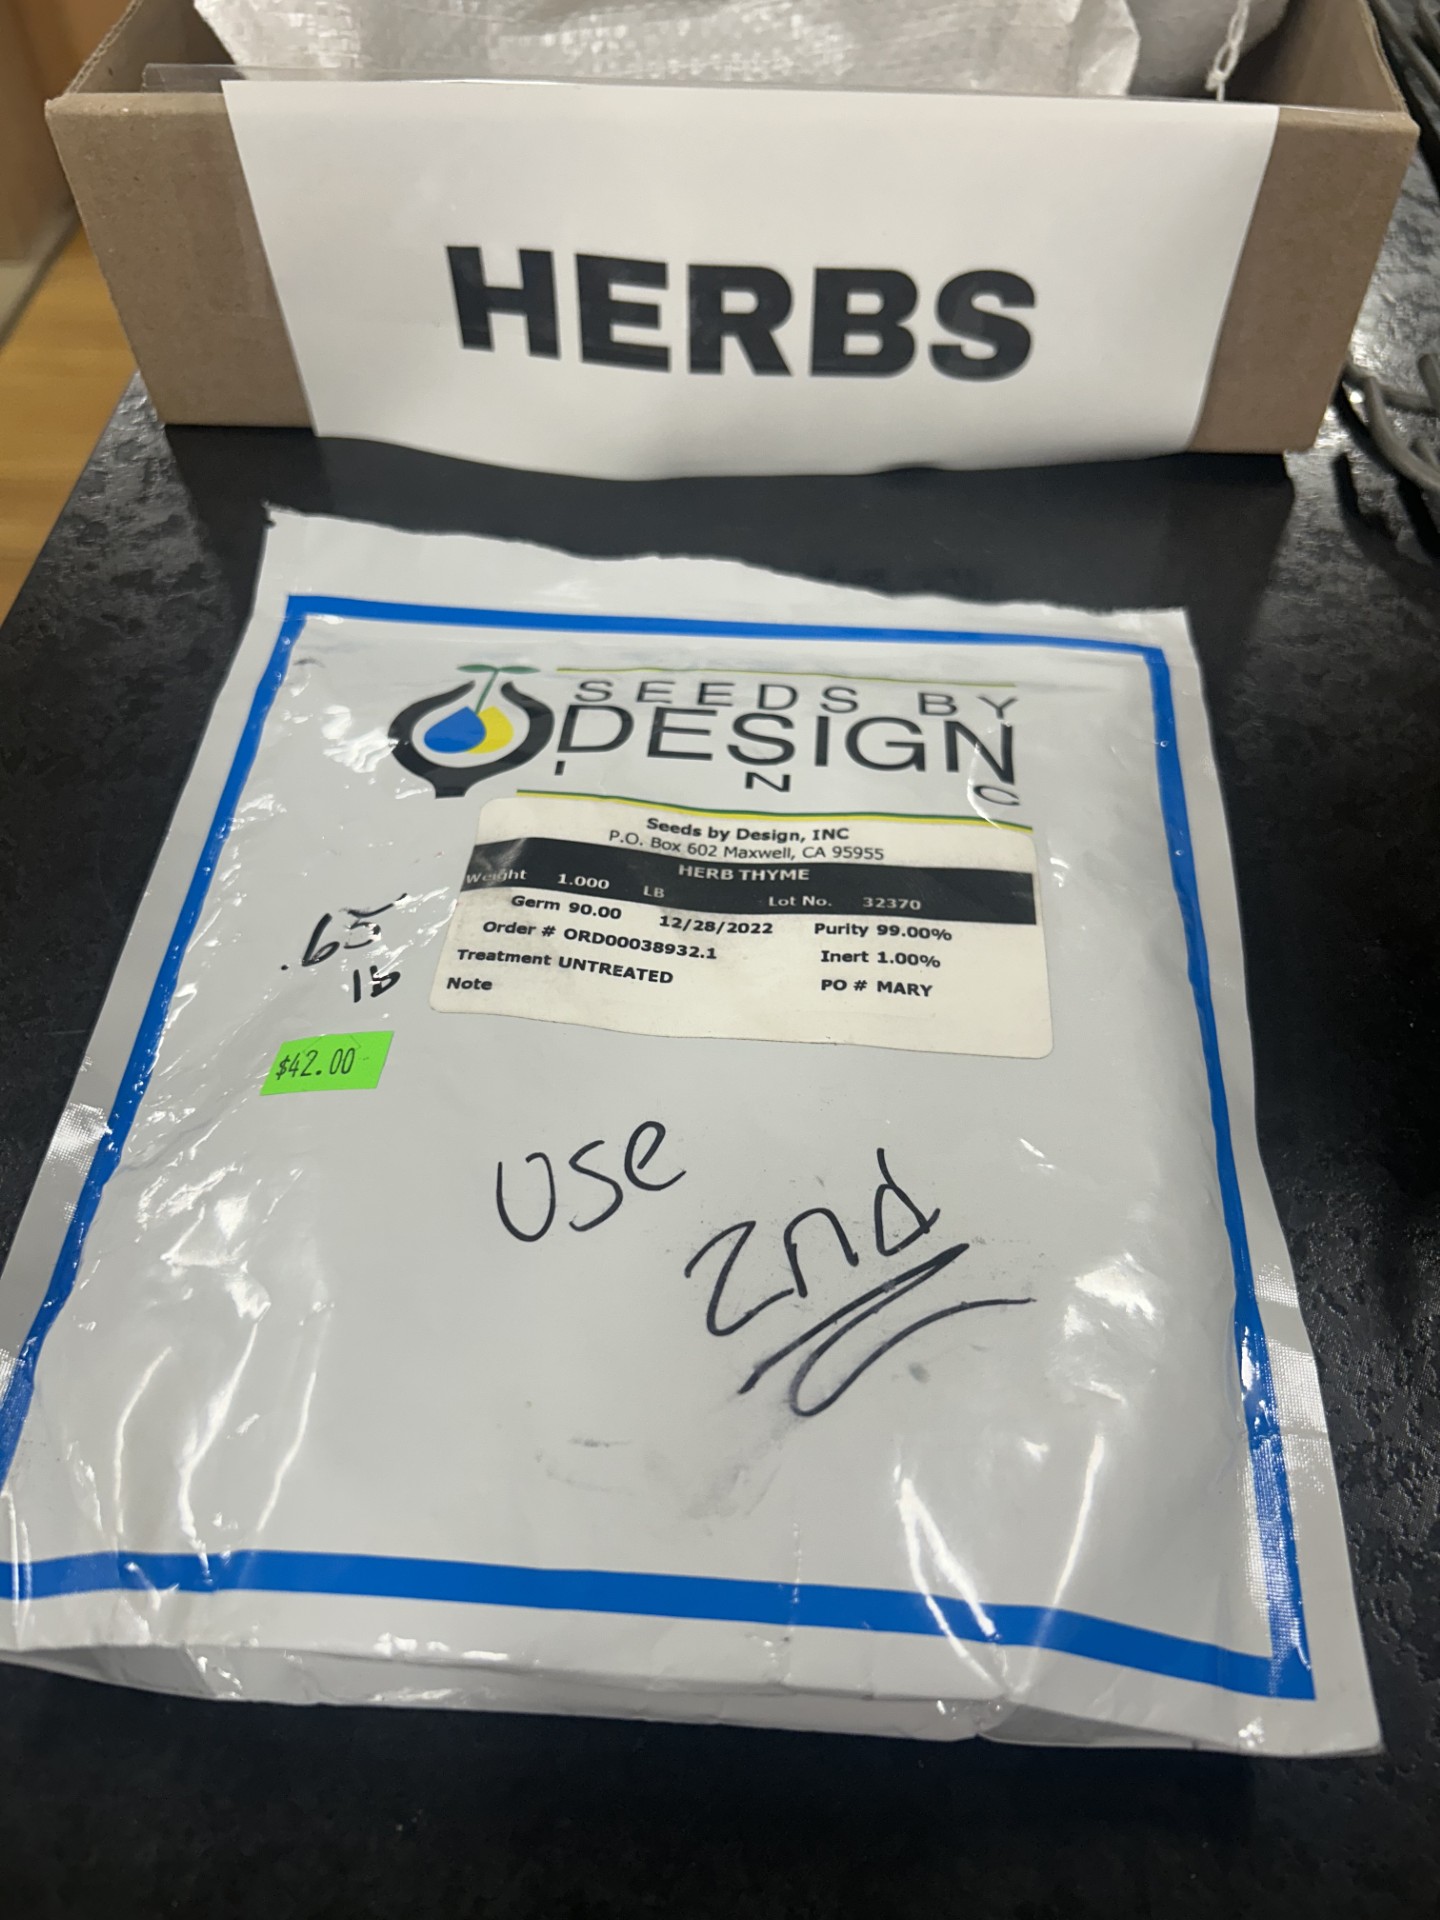 HERBS
SEEDS BY
DESIGN
I N C
Seeds by Design, INC
P.O. Box 602 Maxwell, CA 95955
HERB THYME
Weight 1.000 LB Lot No. 32370
Germ 90.00 12/28/2022 Purity 99.00%
Order # ORD00038932.1 Inert 1.00%
Treatment UNTREATED PO # MARY
Note
.65
lb
$42.00
USE
2nd